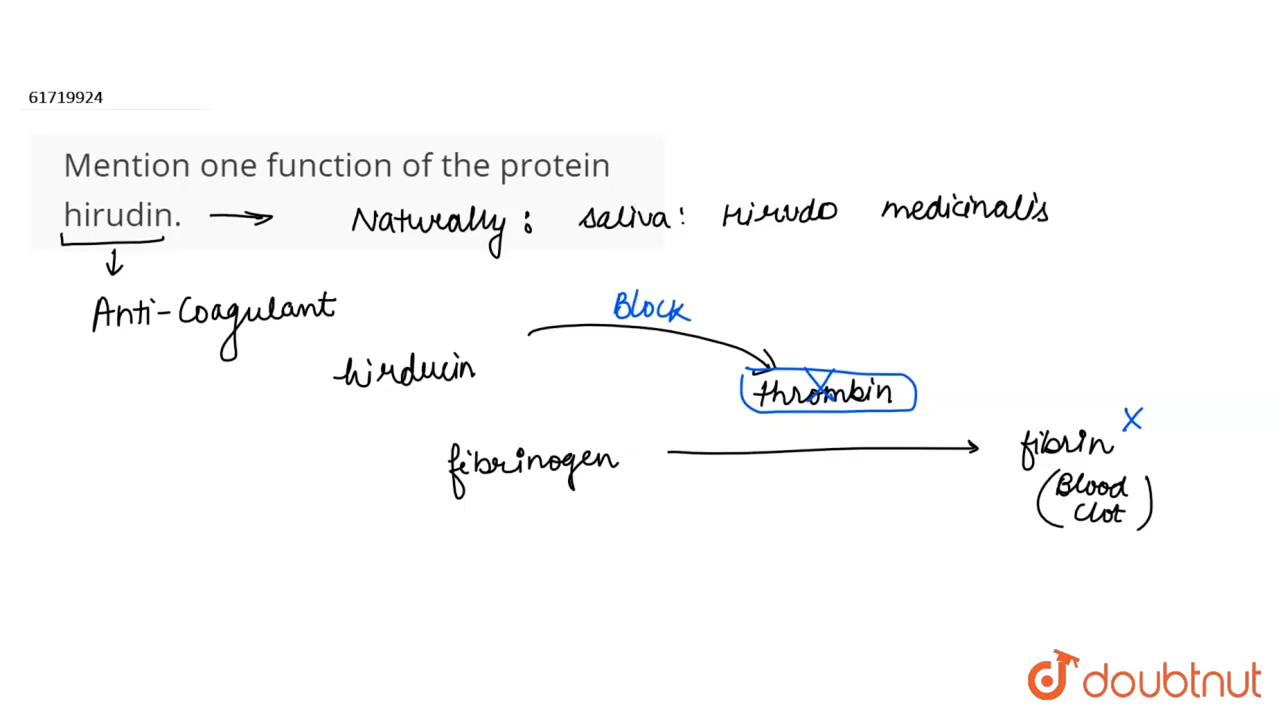 61719924
Mention one function of the protein
hirudin. → Naturally: saliva: Hirudo medicinalis
Anti-Coagulant
Block
hirducin
thrombin
fibrinogen → fibrin X
(Blood
Clot)
doubtnut